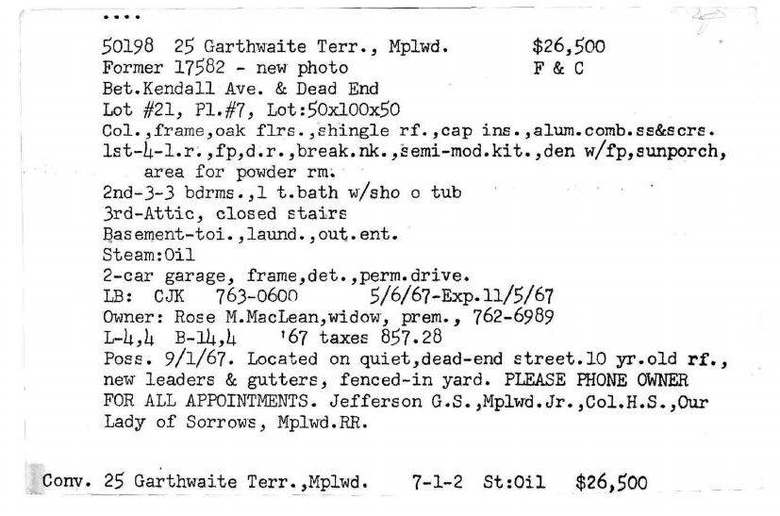 ....
50198 25 Garthwaite Terr., Mplwd. $26,500
Former 17582 - new photo F & C
Bet.Kendall Ave. & Dead End
Lot #21, Pl.#7, Lot:50x100x50
Col.,frame,oak flrs.,shingle rf.,cap ins.,alum.comb.ss&scrs.
1st-4-l.r.,fp,d.r.,break.nk.,semi-mod.kit.,den w/fp,sunporch,
area for powder rm.
2nd-3-3 bdrms.,1 t.bath w/sho o tub
3rd-Attic, closed stairs
Basement-toi.,laund.,out.ent.
Steam:Oil
2-car garage, frame,det.,perm.drive.
LB: CJK 763-0600 5/6/67-Exp.11/5/67
Owner: Rose M.MacLean,widow, prem., 762-6989
L-4,4 B-14,4 '67 taxes 857.28
Poss. 9/1/67. Located on quiet,dead-end street.10 yr.old rf.,
new leaders & gutters, fenced-in yard. PLEASE PHONE OWNER
FOR ALL APPOINTMENTS. Jefferson G.S.,Mplwd.Jr.,Col.H.S.,Our
Lady of Sorrows, Mplwd.RR.
Conv. 25 Garthwaite Terr.,Mplwd. 7-1-2 St:Oil $26,500